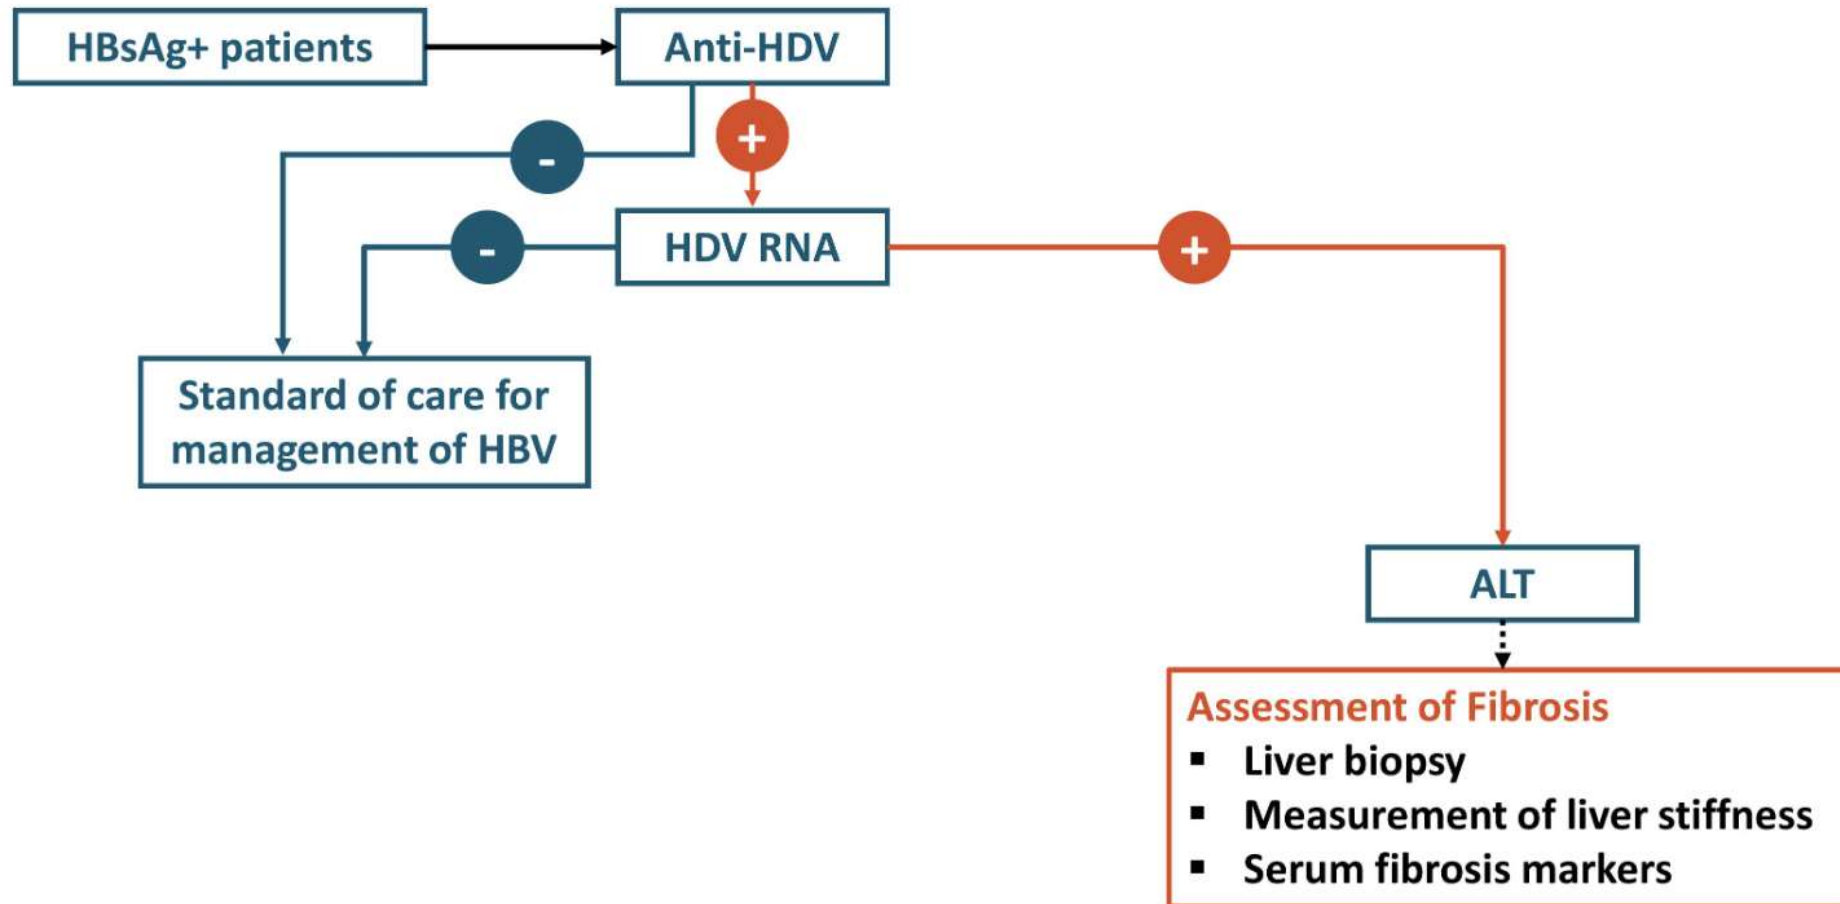 HBsAg+ patients
Anti-HDV
-
+
HDV RNA
-
+
Standard of care for
management of HBV
ALT
Assessment of Fibrosis
▪ Liver biopsy
▪ Measurement of liver stiffness
▪ Serum fibrosis markers